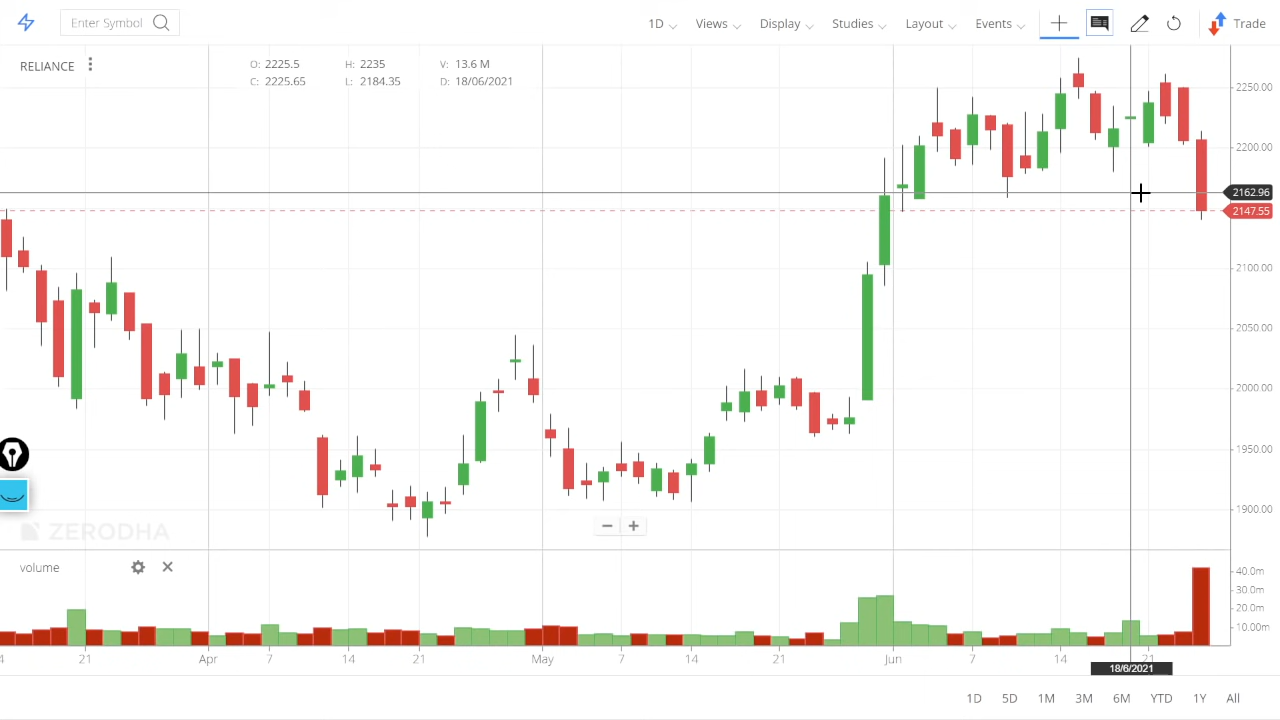 Enter Symbol 1D Views Display Studies Layout Events Trade
RELIANCE O: 2225.5 H: 2235 V: 13.6 M
C: 2225.65 L: 2184.35 D: 18/06/2021
2250.00
2200.00
2162.96
2147.55
2100.00
2050.00
2000.00
1950.00
1900.00
ZERODHA
volume
40.0m
30.0m
20.0m
10.00m
4 21 Apr 7 14 21 May 7 14 21 Jun 7 14 21
18/6/2021
1D 5D 1M 3M 6M YTD 1Y All